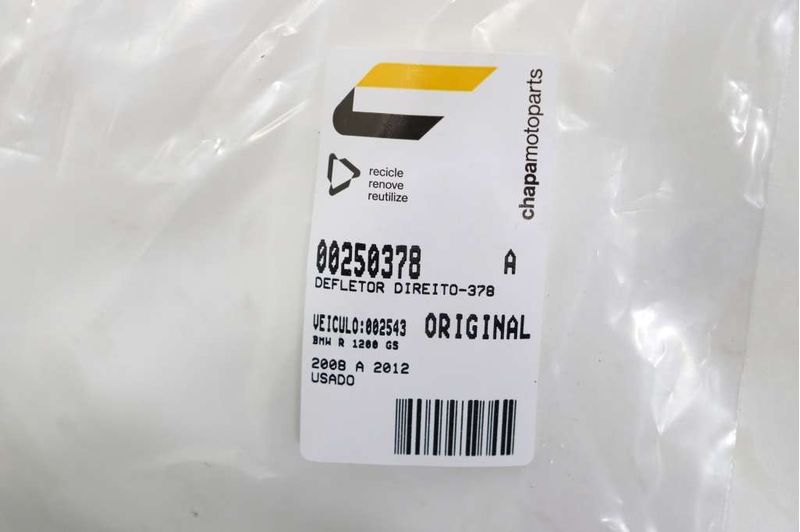 chapamotoparts
recicle
renove
reutilize
00250378 A
DEFLETOR DIREITO-378
VEICULO:002543 ORIGINAL
BMW R 1200 GS
2008 A 2012
USADO